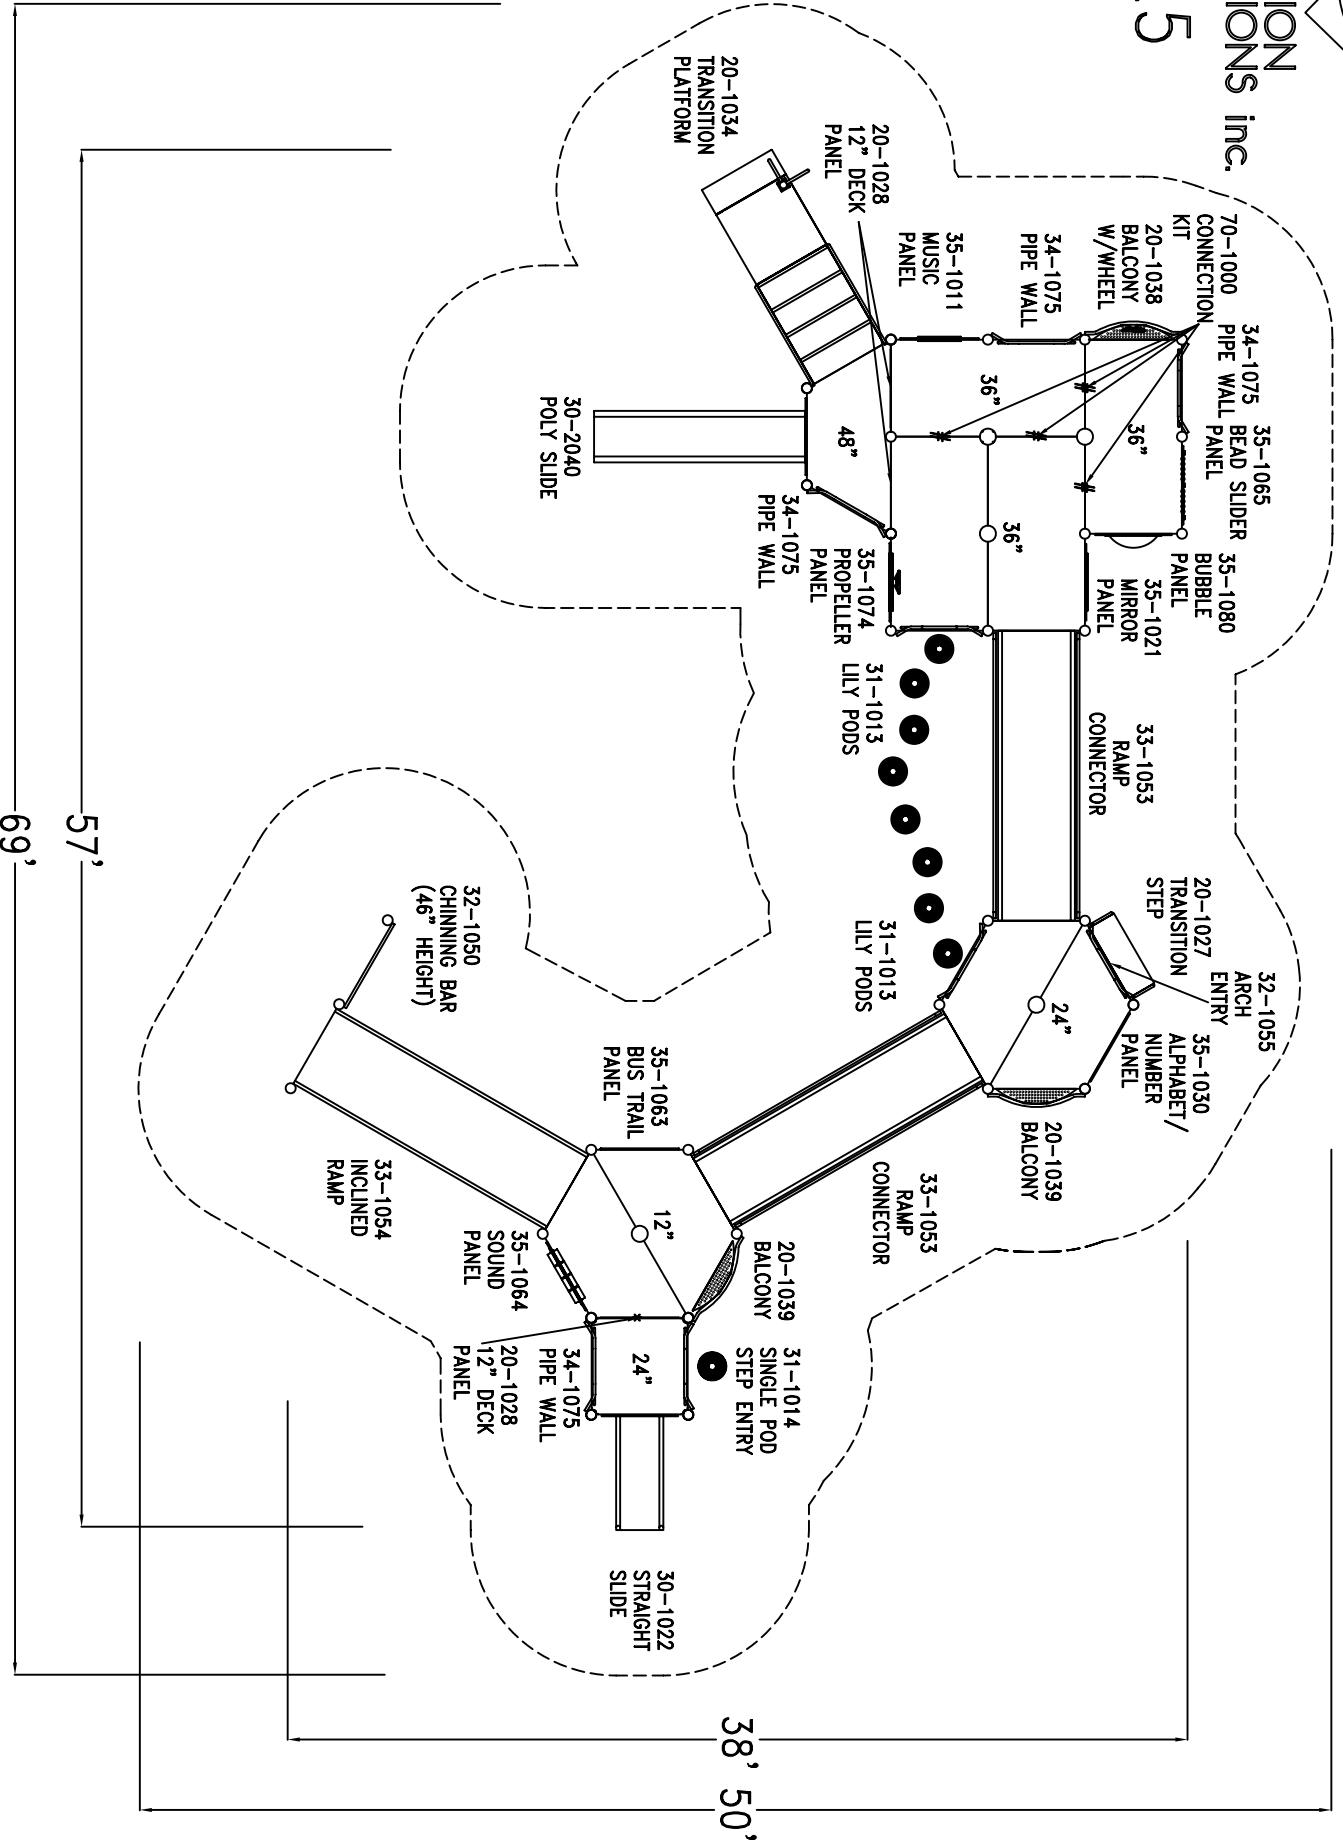 ION
IONS inc.
5
20-1034
TRANSITION
PLATFORM
20-1028
12" DECK
PANEL
35-1011
MUSIC
PANEL
34-1075
PIPE WALL
20-1038
BALCONY
W/WHEEL
70-1000
CONNECTION
KIT
34-1075
PIPE WALL
35-1065
BEAD SLIDER
PANEL
35-1080
BUBBLE
PANEL
35-1021
MIRROR
PANEL
36"
36"
36"
48"
30-2040
POLY SLIDE
34-1075
PIPE WALL
35-1074
PROPELLER
PANEL
31-1013
LILY PODS
33-1053
RAMP
CONNECTOR
31-1013
LILY PODS
20-1027
TRANSITION
STEP
32-1055
ARCH
ENTRY
35-1030
ALPHABET/
NUMBER
PANEL
24"
20-1039
BALCONY
33-1053
RAMP
CONNECTOR
32-1050
CHINNING BAR
(46" HEIGHT)
35-1063
BUS TRAIL
PANEL
33-1054
INCLINED
RAMP
12"
20-1039
BALCONY
35-1064
SOUND
PANEL
31-1014
SINGLE POD
STEP ENTRY
24"
34-1075
PIPE WALL
20-1028
12" DECK
PANEL
30-1022
STRAIGHT
SLIDE
57'
69'
38'
50'